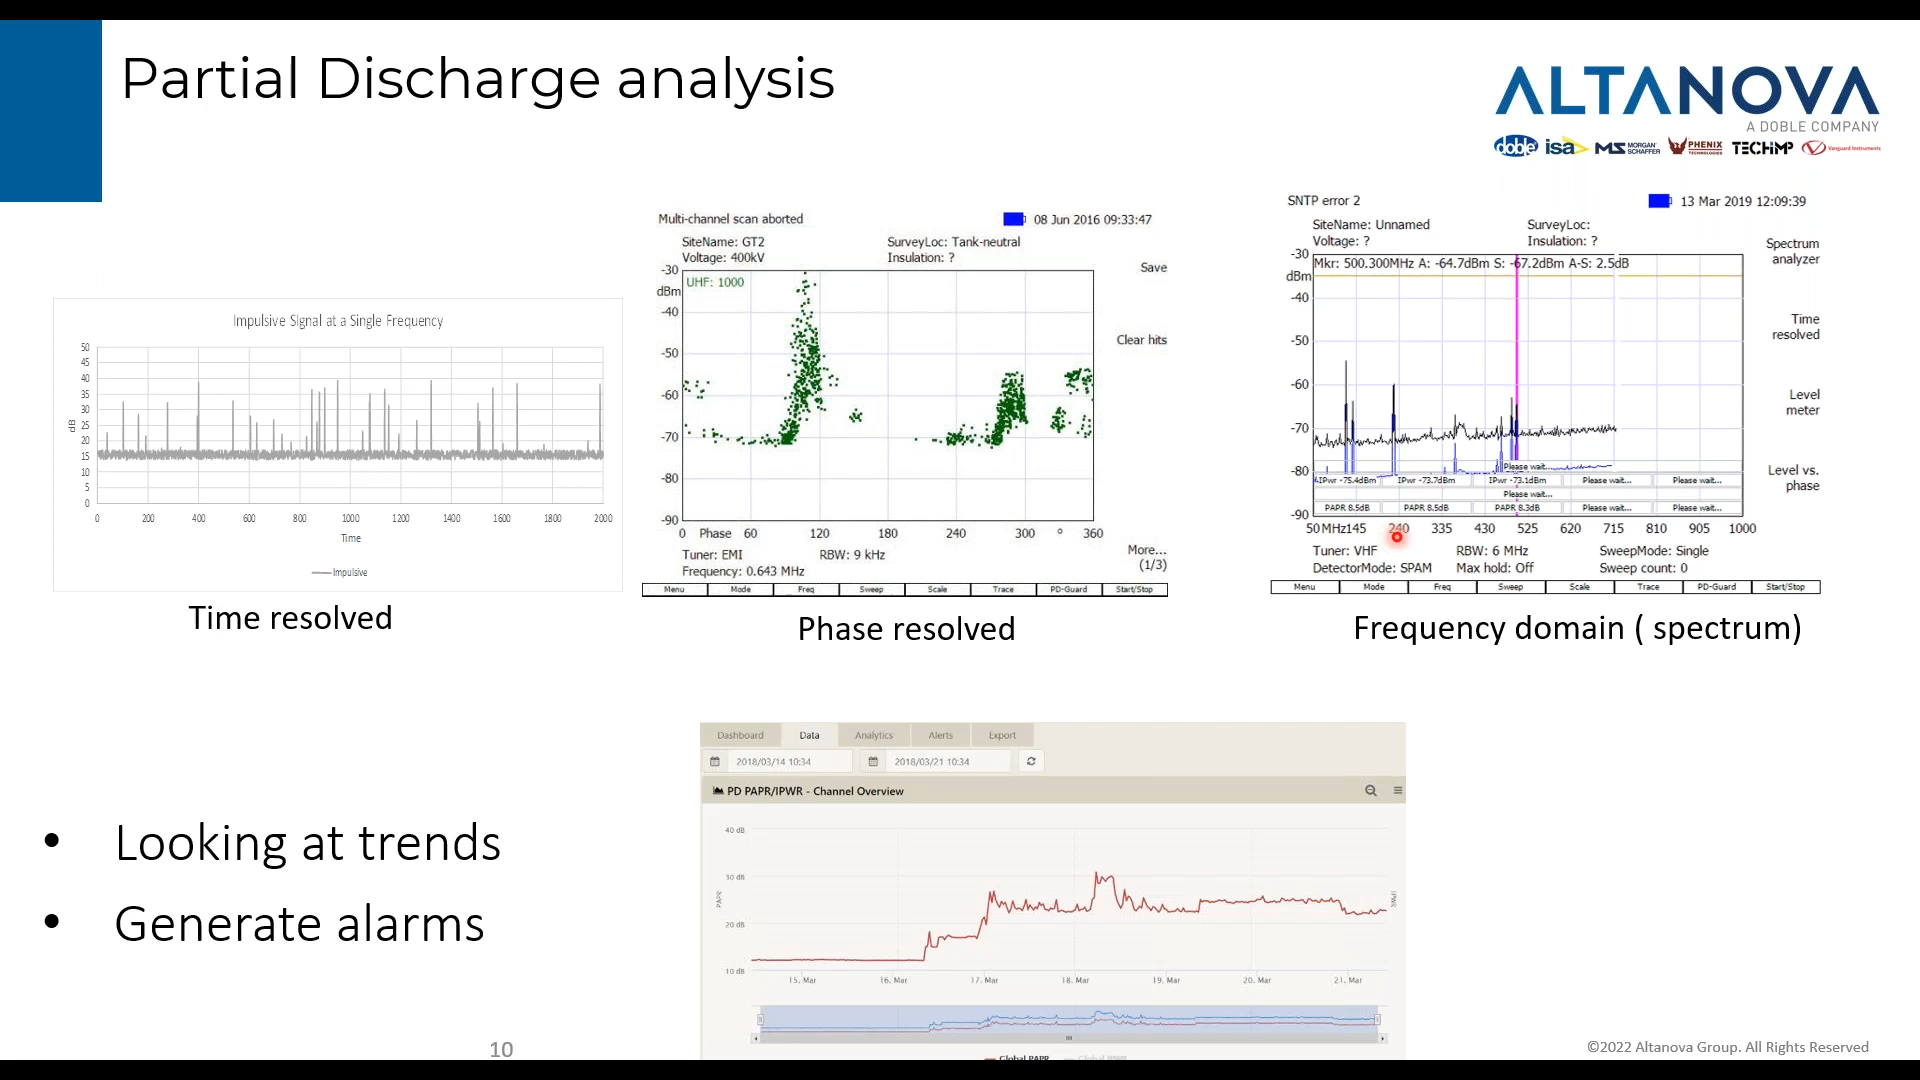 Partial Discharge analysis
ALTANOVA
A DOBLE COMPANY
doble isa MS MORGAN SCHAFFER PHENIX TECHNOLOGIES TECHIMP Vanguard Instruments
Impulsive Signal at a Single Frequency
50
45
40
35
30
25
20
15
10
5
0
dB
0 200 400 600 800 1000 1200 1400 1600 1800 2000
Time
Impulsive
Time resolved
Multi-channel scan aborted 08 Jun 2016 09:33:47
SiteName: GT2 SurveyLoc: Tank-neutral
Voltage: 400kV Insulation: ?
-30
dBm
UHF: 1000
-40
-50
-60
-70
-80
-90
Save
Clear hits
More...
(1/3)
0 Phase 60 120 180 240 300 ° 360
Tuner: EMI RBW: 9 kHz
Frequency: 0.643 MHz
Menu Mode Freq Sweep Scale Trace PD-Guard Start/Stop
Phase resolved
SNTP error 2 13 Mar 2019 12:09:39
SiteName: Unnamed SurveyLoc:
Voltage: ? Insulation: ?
-30
dBm
Mkr: 500.300MHz A: -64.7dBm S: -67.2dBm A-S: 2.5dB
-40
-50
-60
-70
-80
-90
Please wait...
IPwr -75.4dBm IPwr -73.7dBm IPwr -73.1dBm Please wait... Please wait...
Please wait...
PAPR 8.5dB PAPR 8.5dB PAPR 8.3dB Please wait... Please wait...
50MHz 145 240 335 430 525 620 715 810 905 1000
Tuner: VHF RBW: 6 MHz SweepMode: Single
DetectorMode: SPAM Max hold: Off Sweep count: 0
Spectrum
analyzer
Time
resolved
Level
meter
Level vs.
phase
Menu Mode Freq Sweep Scale Trace PD-Guard Start/Stop
Frequency domain ( spectrum)
• Looking at trends
• Generate alarms
Dashboard Data Analytics Alerts Export
2018/03/14 10:34 2018/03/21 10:34
PD PAPR/IPWR - Channel Overview
40 dB
30 dB
20 dB
10 dB
PAPR
15. Mar 16. Mar 17. Mar 18. Mar 19. Mar 20. Mar 21. Mar
Global PAPR
10
©2022 Altanova Group. All Rights Reserved